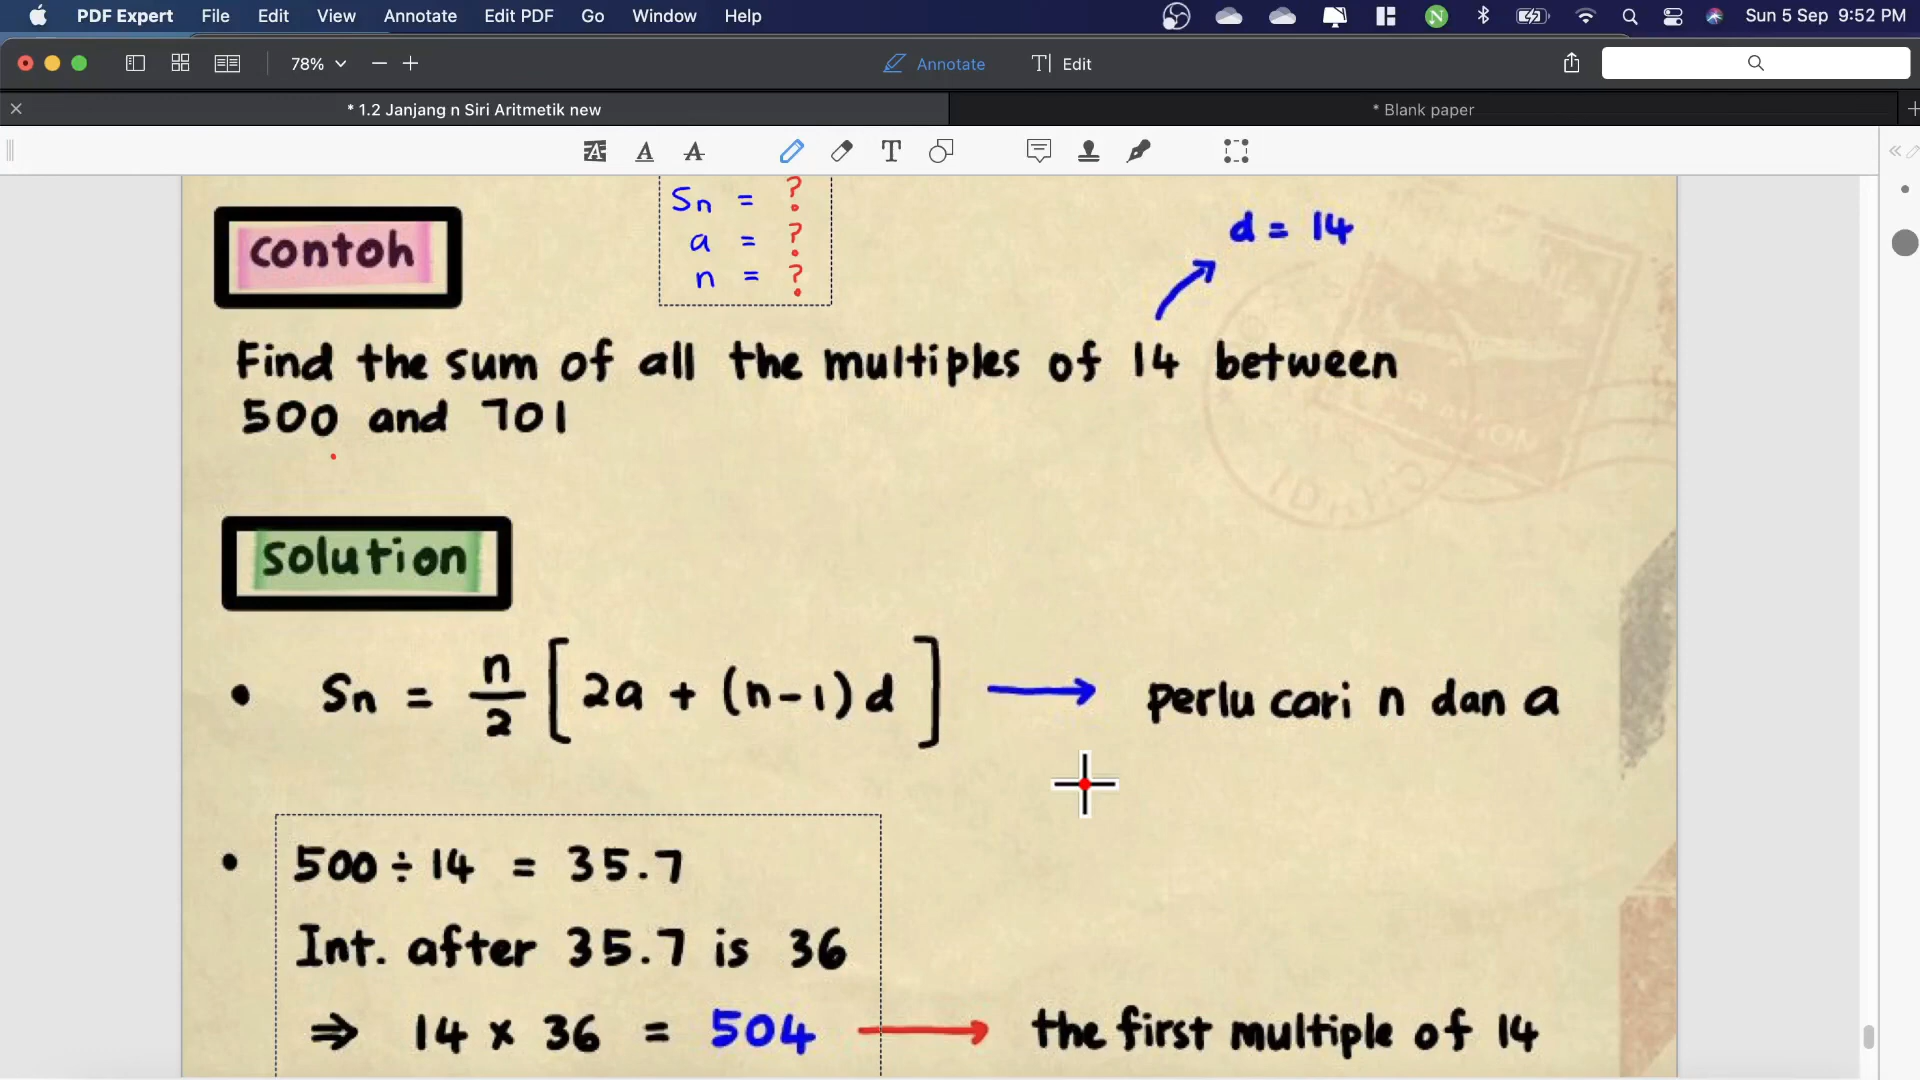 PDF Expert File Edit View Annotate Edit PDF Go Window Help Sun 5 Sep 9:52 PM
78% Annotate T Edit
* 1.2 Janjang n Siri Aritmetik new * Blank paper
Sn = ?
a = ?
n = ?
contoh
d = 14
Find the sum of all the multiples of 14 between
500 and 701
solution
• Sn = n/2 [ 2a + (n-1) d ] → perlu cari n dan a
• 500 ÷ 14 = 35.7
Int. after 35.7 is 36
⇒ 14 x 36 = 504 → the first multiple of 14